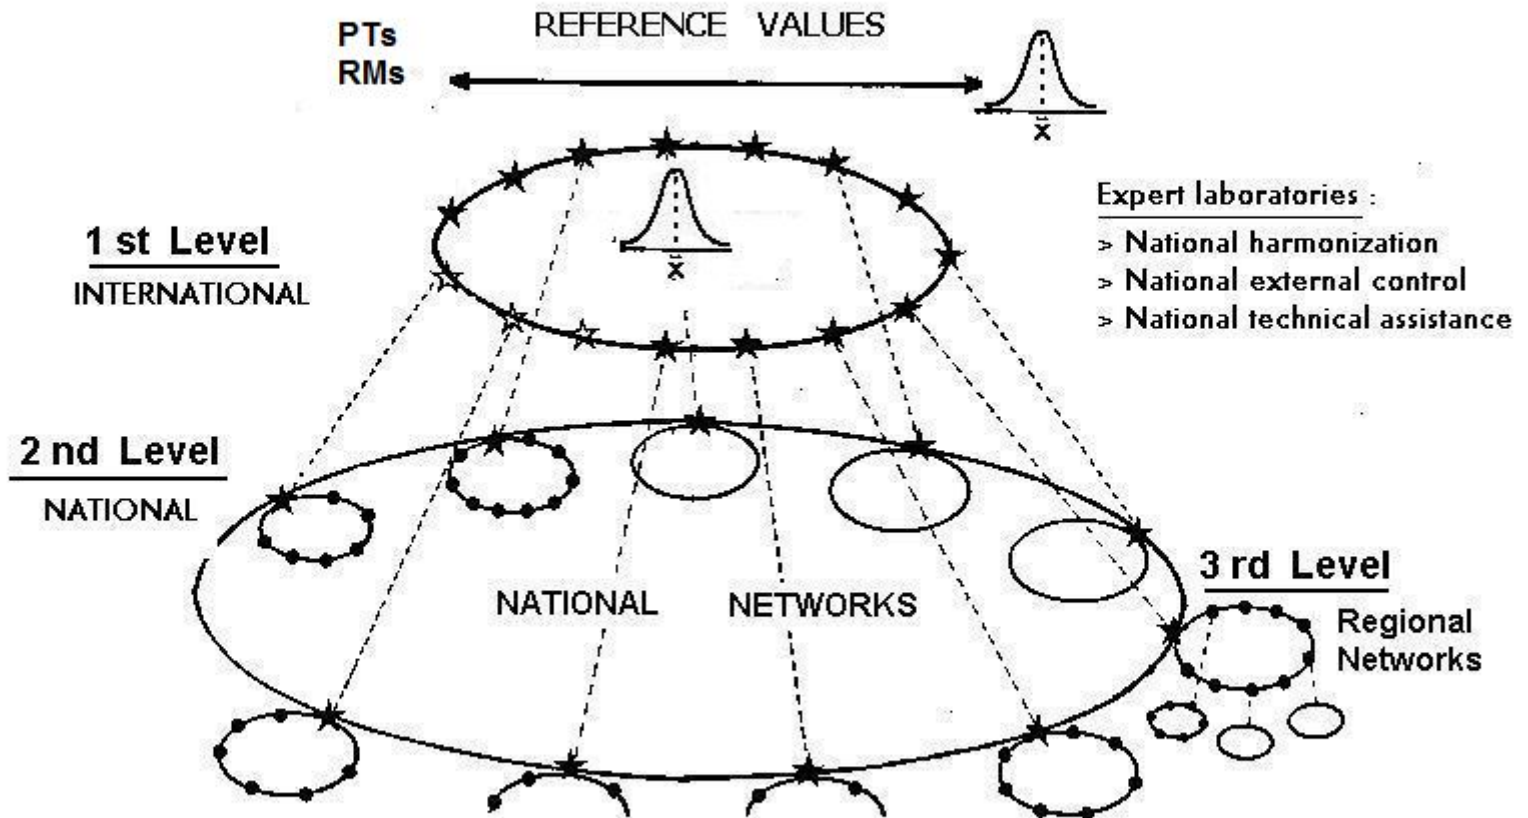 PTs
RMs
REFERENCE VALUES
x̄
x̄
1 st Level
INTERNATIONAL
Expert laboratories :
> National harmonization
> National external control
> National technical assistance
2 nd Level
NATIONAL
NATIONAL NETWORKS
3 rd Level
Regional
Networks